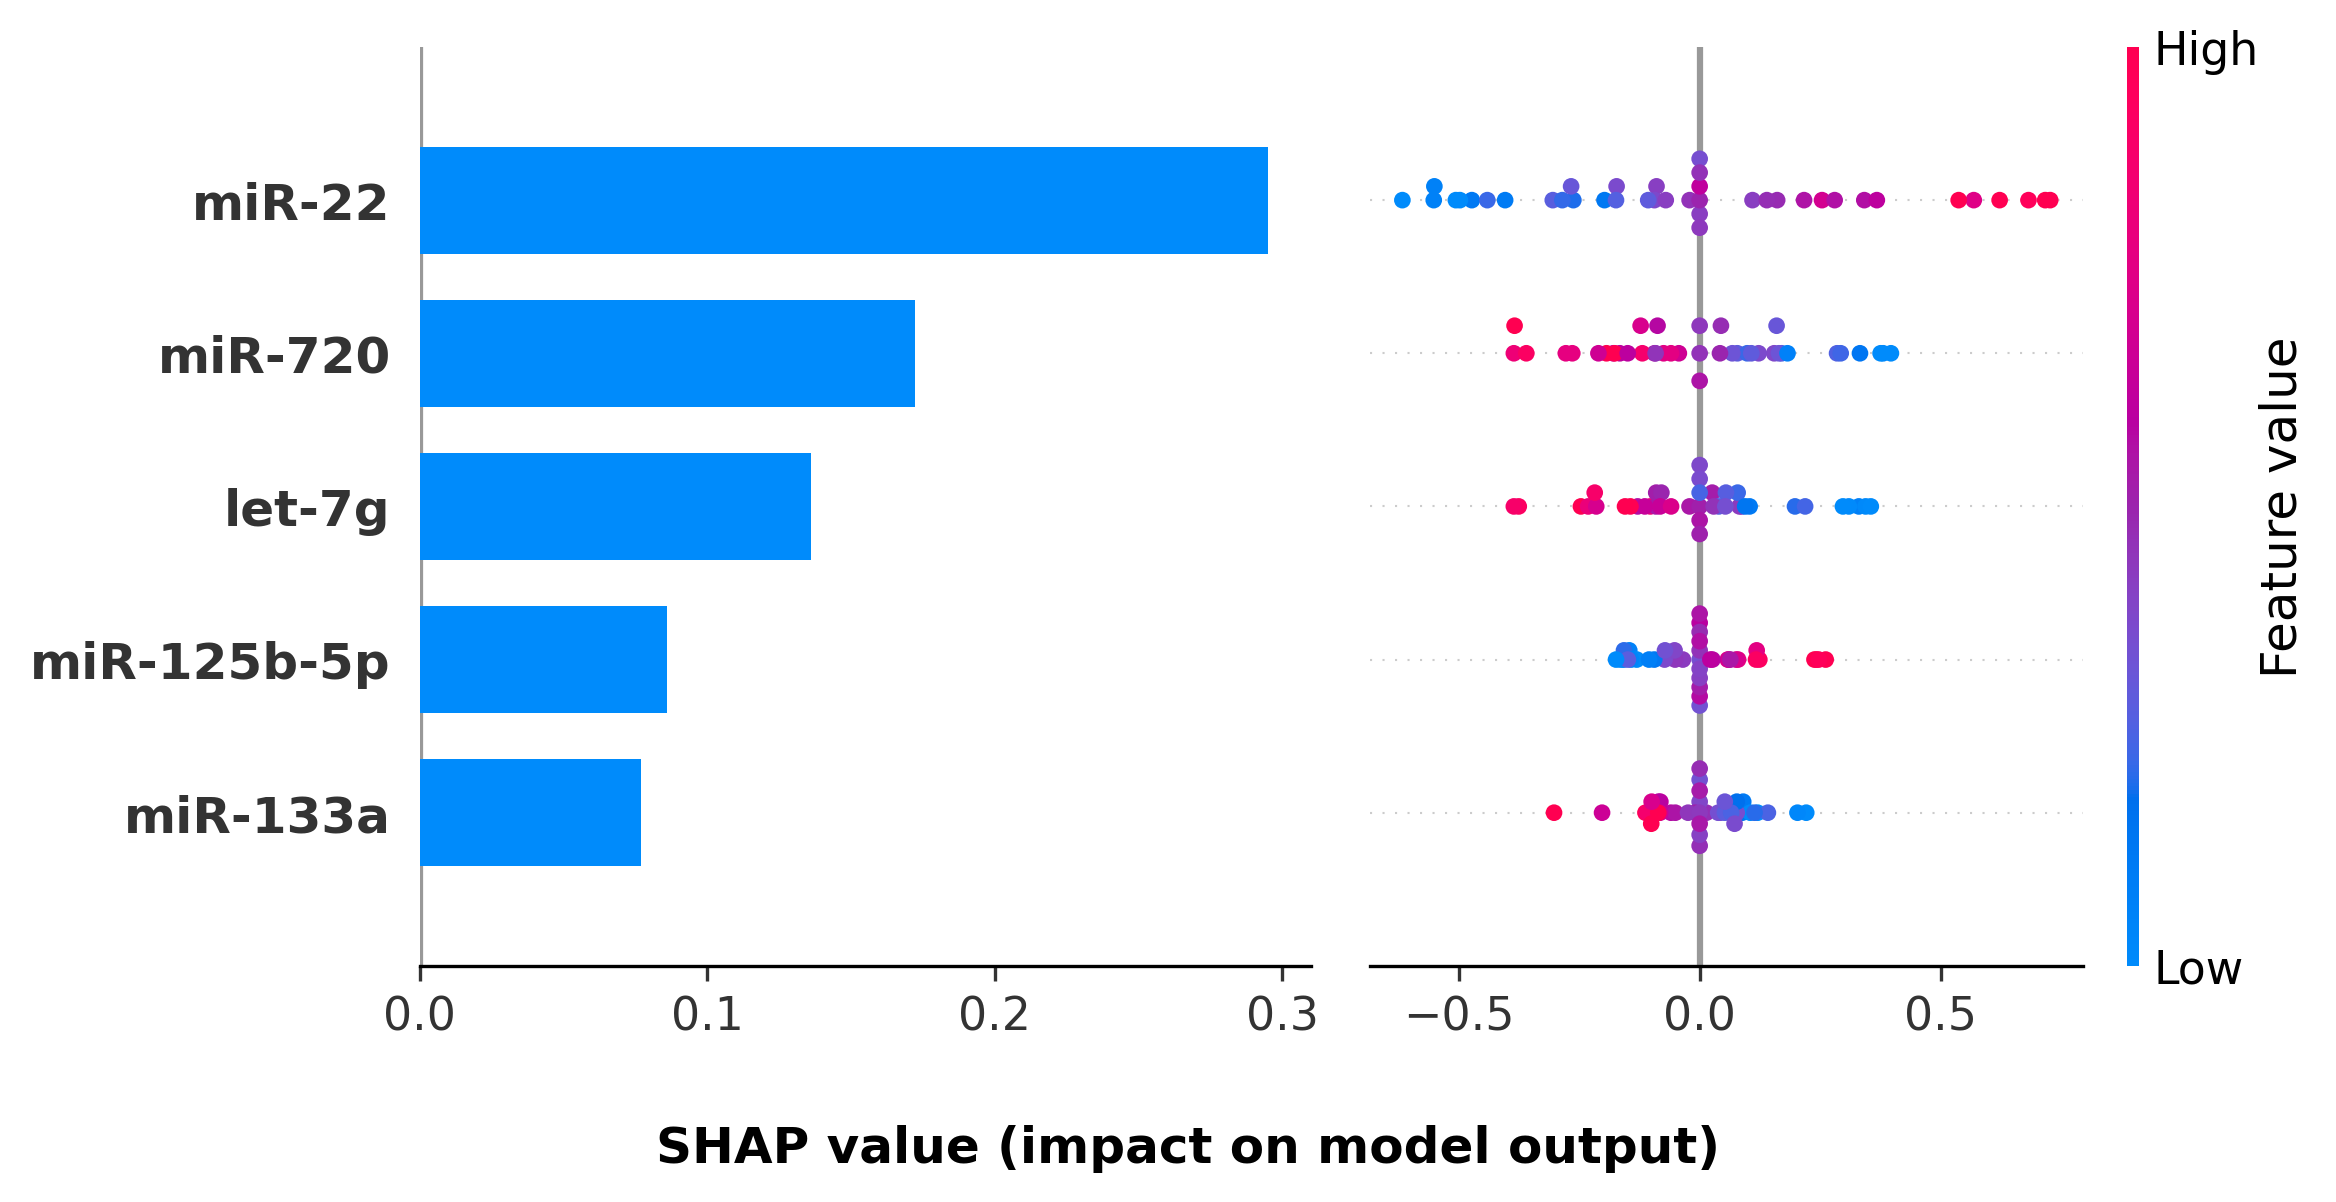 High
miR-22
miR-720
let-7g
miR-125b-5p
miR-133a
Feature value
Low
0.0 0.1 0.2 0.3 −0.5 0.0 0.5
SHAP value (impact on model output)